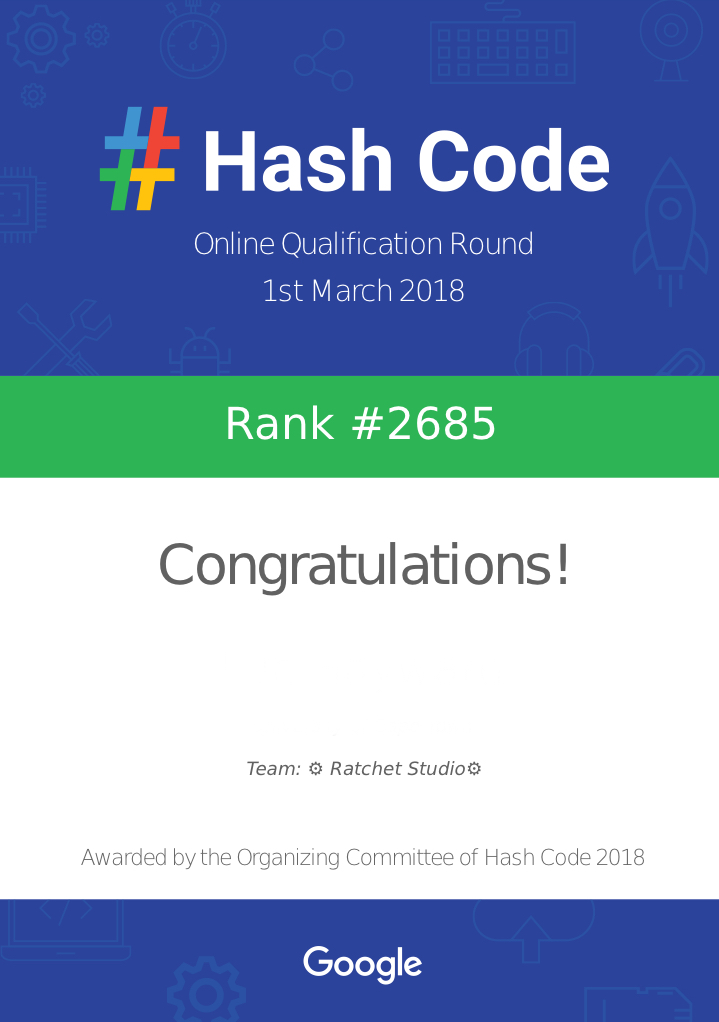 # Hash Code
Online Qualification Round
1st March 2018
Rank #2685
Congratulations!
Team: ⚙ Ratchet Studio⚙
Awarded by the Organizing Committee of Hash Code 2018
</>
Google